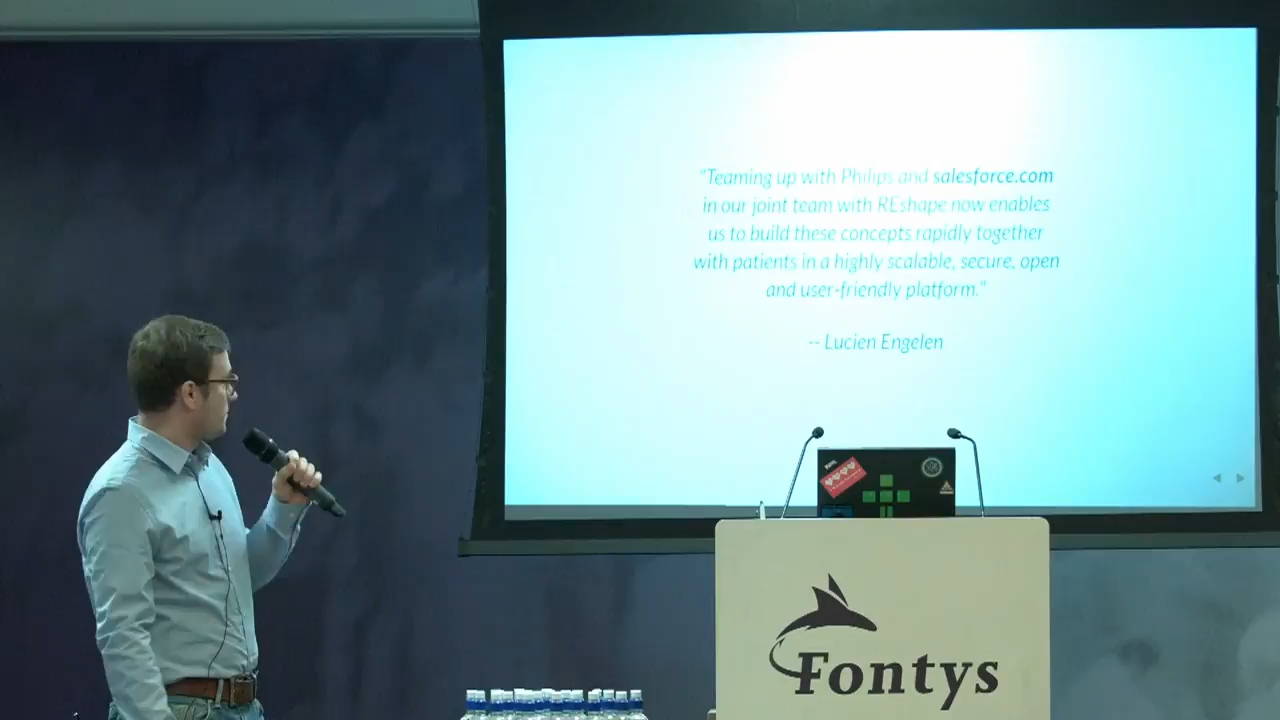 "Teaming up with Philips and salesforce.com
in our joint team with REshape now enables
us to build these concepts rapidly together
with patients in a highly scalable, secure, open
and user-friendly platform."
-- Lucien Engelen
Fontys